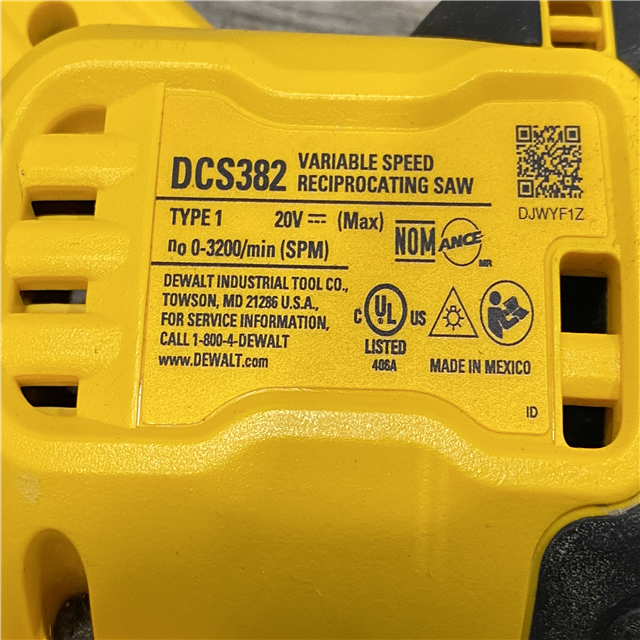 DCS382 VARIABLE SPEED
RECIPROCATING SAW
DJWYF1Z
TYPE 1 20V ⎓ (Max)
no 0-3200/min (SPM)
NOM ANCE
MR
DEWALT INDUSTRIAL TOOL CO.,
TOWSON, MD 21286 U.S.A.,
FOR SERVICE INFORMATION,
CALL 1-800-4-DEWALT
www.DEWALT.com
C UL US
LISTED
406A
MADE IN MEXICO
ID